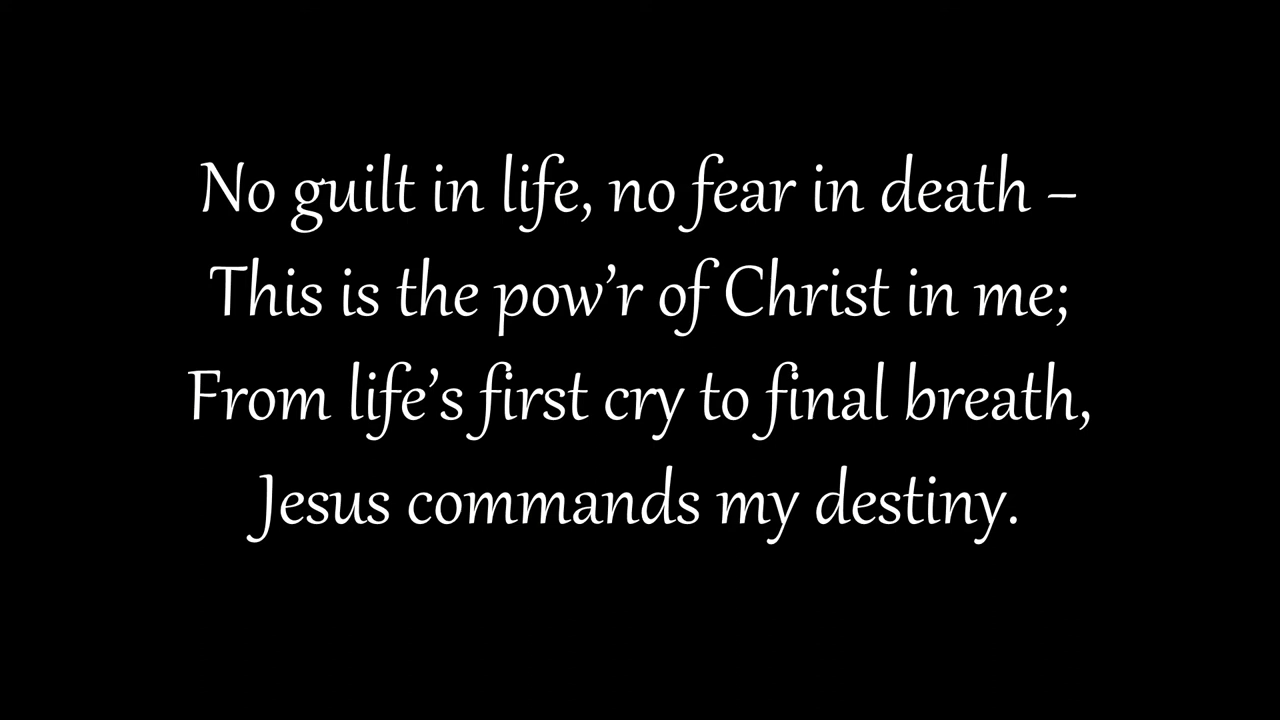 No guilt in life, no fear in death –
This is the pow’r of Christ in me;
From life’s first cry to final breath,
Jesus commands my destiny.